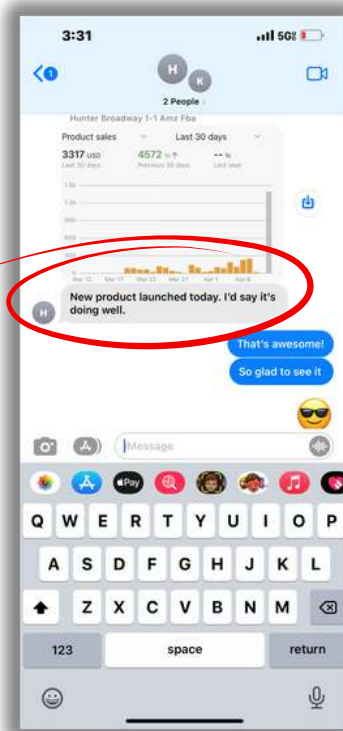 3:31
5G
H
K
2 People
Hunter Broadway 1-1 Amz Fba
Product sales Last 30 days
3317 USD 4572 % -- %
Last 30 days Previous 30 days Last year
New product launched today. I'd say it's
doing well.
H
That's awesome!
So glad to see it
Message
Pay
Q W E R T Y U I O P
A S D F G H J K L
Z X C V B N M
123 space return